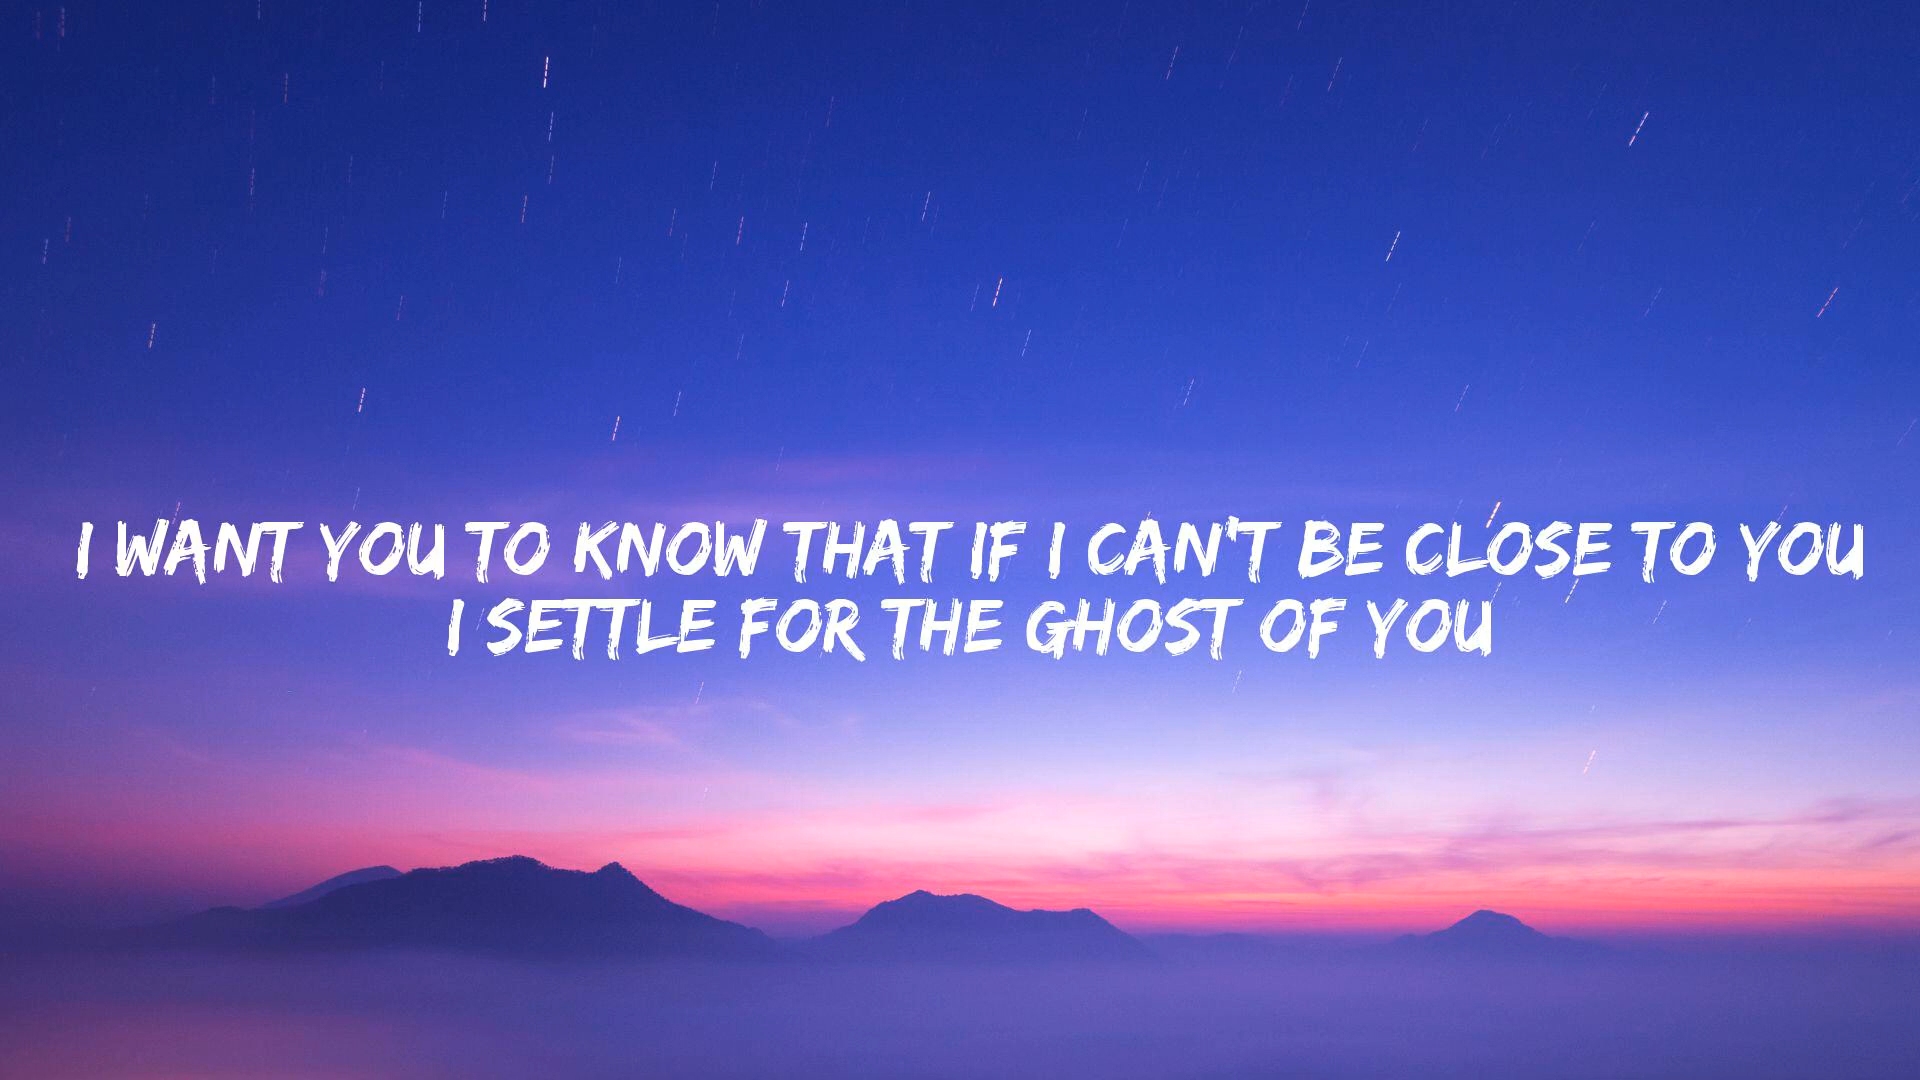 I WANT YOU TO KNOW THAT IF I CAN'T BE CLOSE TO YOU
I SETTLE FOR THE GHOST OF YOU